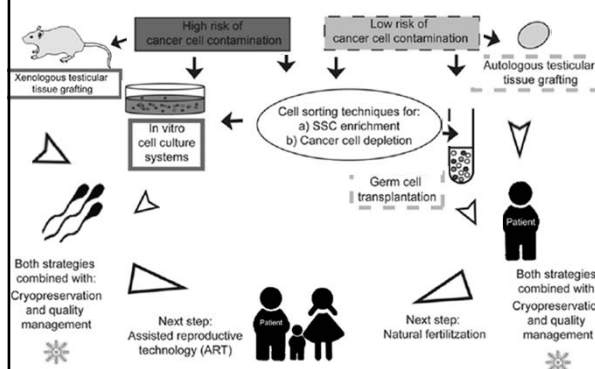 High risk of
cancer cell contamination
Low risk of
cancer cell contamination
Xenologous testicular
tissue grafting
Autologous testicular
tissue grafting
Cell sorting techniques for:
a) SSC enrichment
b) Cancer cell depletion
In vitro
cell culture
systems
Germ cell
transplantation
Patient
Both strategies
combined with:
Cryopreservation
and quality
management
Next step:
Assisted reproductive
technology (ART)
Patient
Next step:
Natural fertilitzation
Both strategies
combined with:
Cryopreservatio
and quality
management